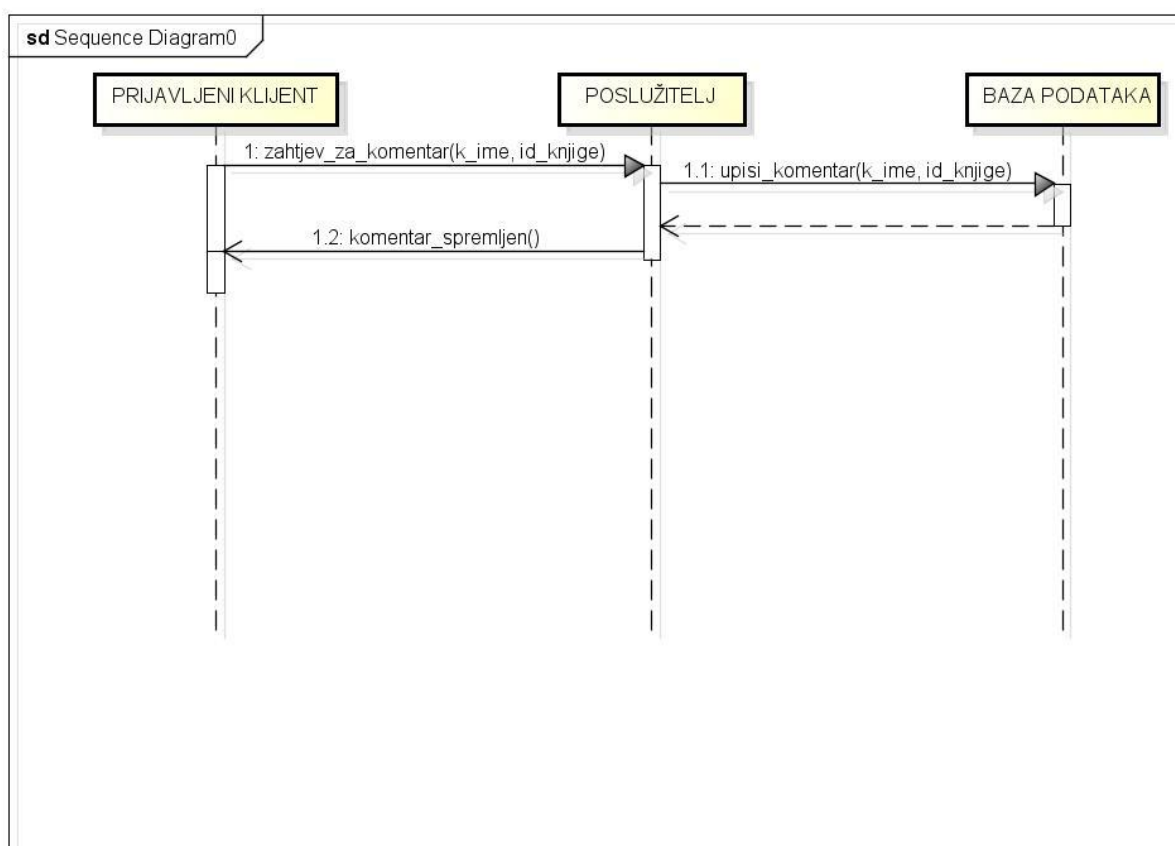 sd Sequence Diagram0
PRIJAVLJENI KLIJENT
POSLUŽITELJ
BAZA PODATAKA
1: zahtjev_za_komentar(k_ime, id_knjige)
1.1: upisi_komentar(k_ime, id_knjige)
1.2: komentar_spremljen()